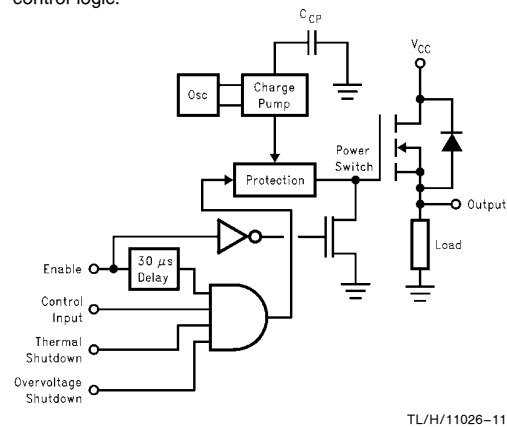 control logic.
C_CP
V_CC
Osc
Charge
Pump
Power
Switch
Protection
Output
Load
Enable
30 µs
Delay
Control
Input
Thermal
Shutdown
Overvoltage
Shutdown
TL/H/11026–11